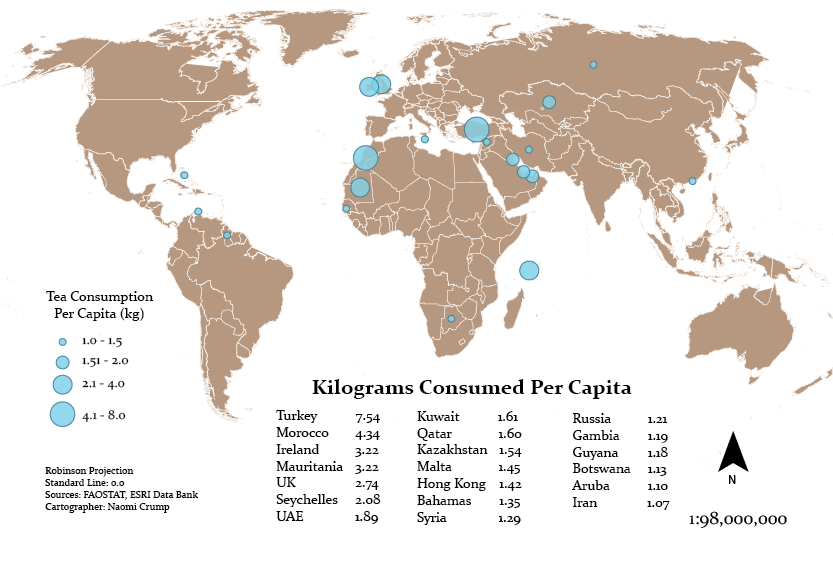 Tea Consumption
Per Capita (kg)
1.0 - 1.5
1.51 - 2.0
2.1 - 4.0
4.1 - 8.0
Kilograms Consumed Per Capita
Turkey 7.54
Morocco 4.34
Ireland 3.22
Mauritania 3.22
UK 2.74
Seychelles 2.08
UAE 1.89
Kuwait 1.61
Qatar 1.60
Kazakhstan 1.54
Malta 1.45
Hong Kong 1.42
Bahamas 1.35
Syria 1.29
Russia 1.21
Gambia 1.19
Guyana 1.18
Botswana 1.13
Aruba 1.10
Iran 1.07
Robinson Projection
Standard Line: 0.0
Sources: FAOSTAT, ESRI Data Bank
Cartographer: Naomi Crump
N
1:98,000,000